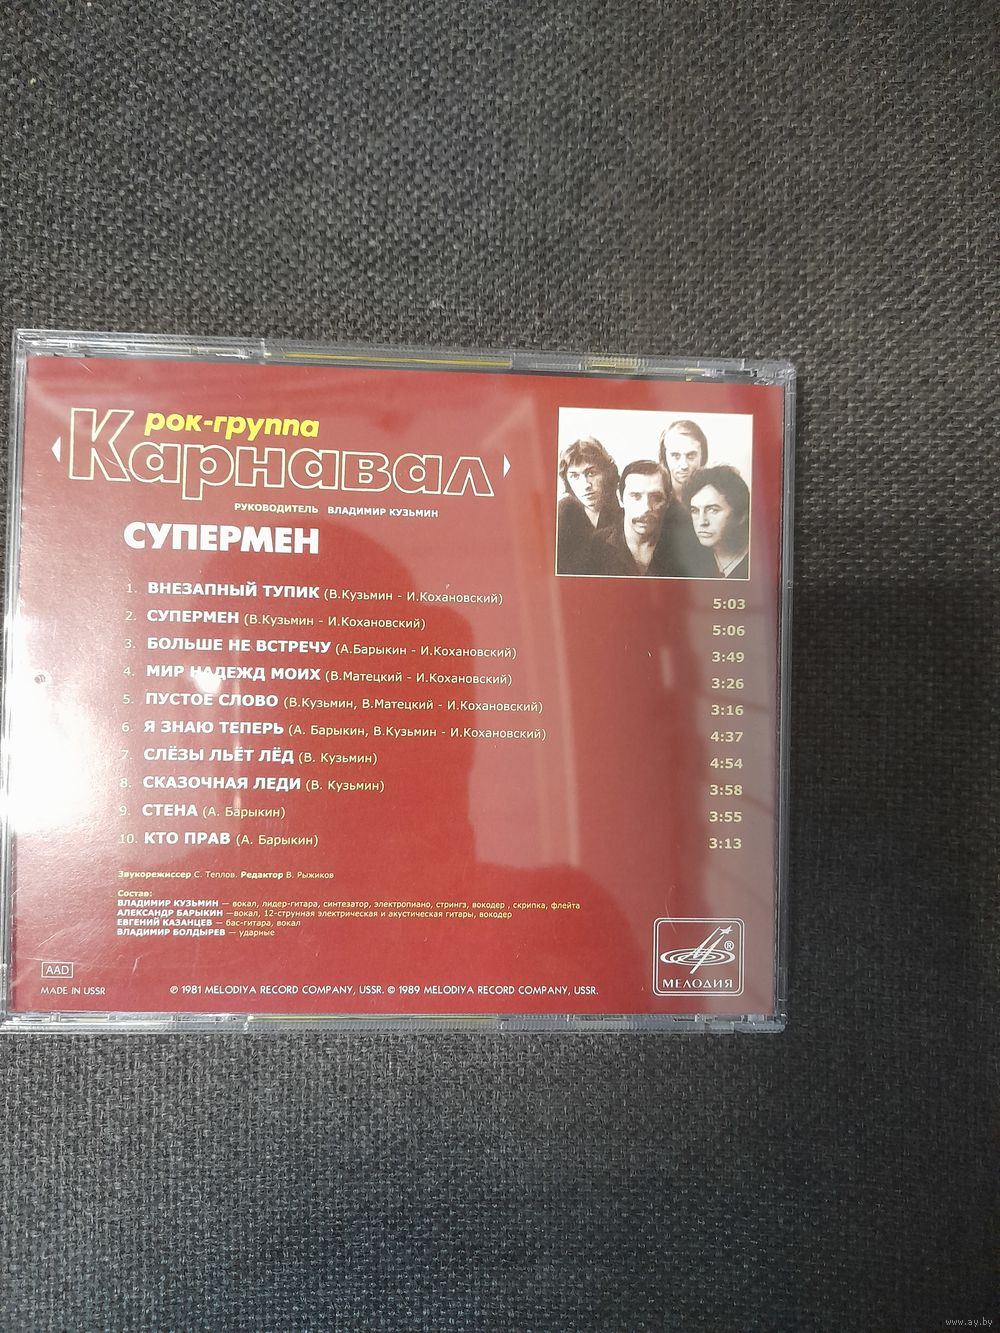 рок-группа
Карнавал
РУКОВОДИТЕЛЬ ВЛАДИМИР КУЗЬМИН
СУПЕРМЕН
1. ВНЕЗАПНЫЙ ТУПИК (В.Кузьмин - И.Кохановский) 5:03
2. СУПЕРМЕН (В.Кузьмин - И.Кохановский) 5:06
3. БОЛЬШЕ НЕ ВСТРЕЧУ (А.Барыкин - И.Кохановский) 3:49
4. МИР НАДЕЖД МОИХ (В.Матецкий - И.Кохановский) 3:26
5. ПУСТОЕ СЛОВО (В.Кузьмин, В.Матецкий - И.Кохановский) 3:16
6. Я ЗНАЮ ТЕПЕРЬ (А. Барыкин, В.Кузьмин - И.Кохановский) 4:37
7. СЛЁЗЫ ЛЬЁТ ЛЁД (В. Кузьмин) 4:54
8. СКАЗОЧНАЯ ЛЕДИ (В. Кузьмин) 3:58
9. СТЕНА (А. Барыкин) 3:55
10. КТО ПРАВ (А. Барыкин) 3:13
Звукорежиссер С. Теплов. Редактор В. Рыжиков
Состав:
ВЛАДИМИР КУЗЬМИН — вокал, лидер-гитара, синтезатор, электропиано, стрингз, вокодер , скрипка, флейта
АЛЕКСАНДР БАРЫКИН —вокал, 12-струнная электрическая и акустическая гитары, вокодер
ЕВГЕНИЙ КАЗАНЦЕВ — бас-гитара, вокал
ВЛАДИМИР БОЛДЫРЕВ — ударные
AAD
MADE IN USSR
℗ 1981 MELODIYA RECORD COMPANY, USSR. © 1989 MELODIYA RECORD COMPANY, USSR.
®
МЕЛОДИЯ
www.ay.by